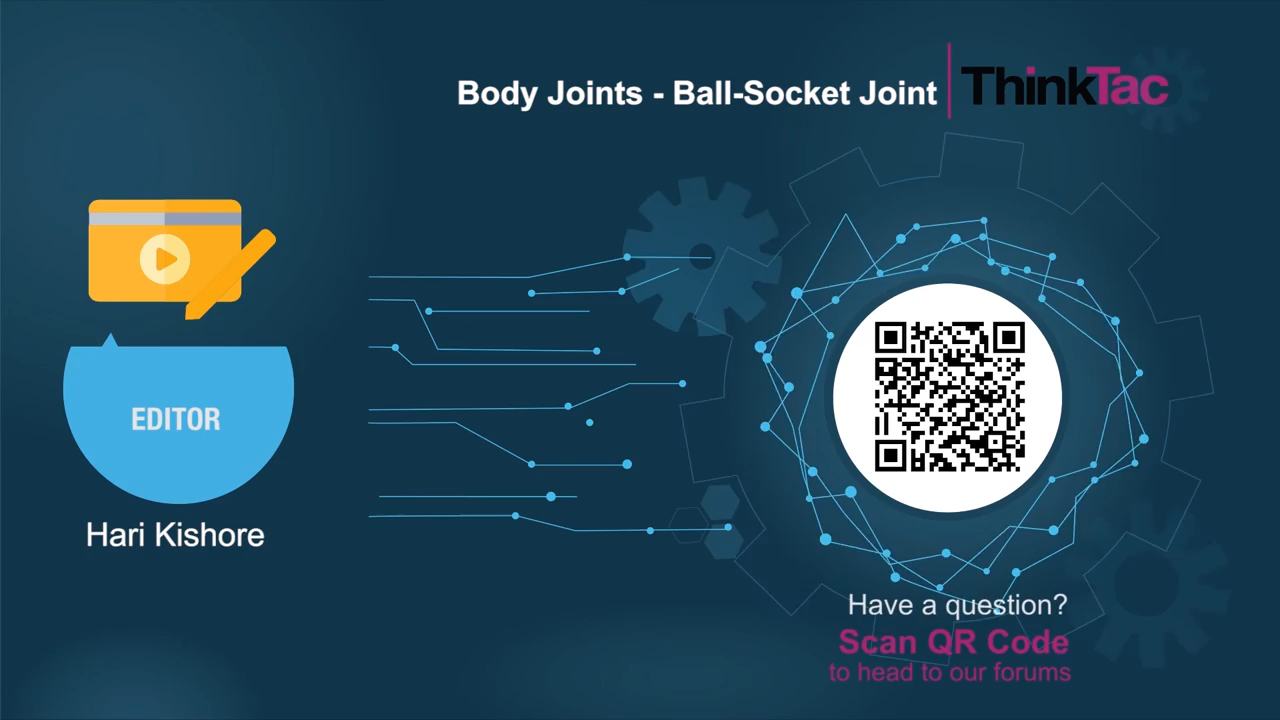 Body Joints - Ball-Socket Joint
ThinkTac
EDITOR
Hari Kishore
Have a question?
Scan QR Code
to head to our forums